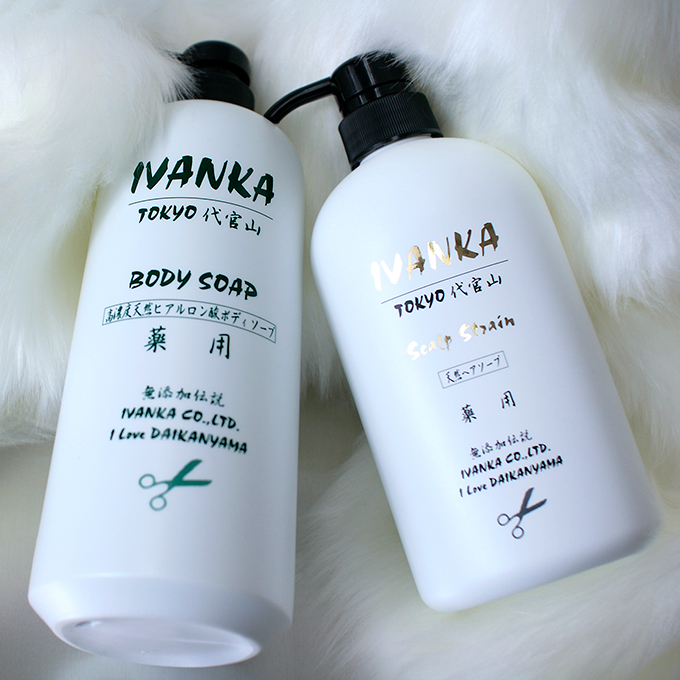 IVANKA
TOKYO 代官山
BODY SOAP
高濃度天然ヒアルロン酸ボディソープ
薬用
無添加伝説
IVANKA CO.,LTD.
I Love DAIKANYAMA
IVANKA
TOKYO 代官山
Scalp Strain
天然ヘアソープ
薬用
無添加伝説
IVANKA CO.,LTD.
I Love DAIKANYAMA